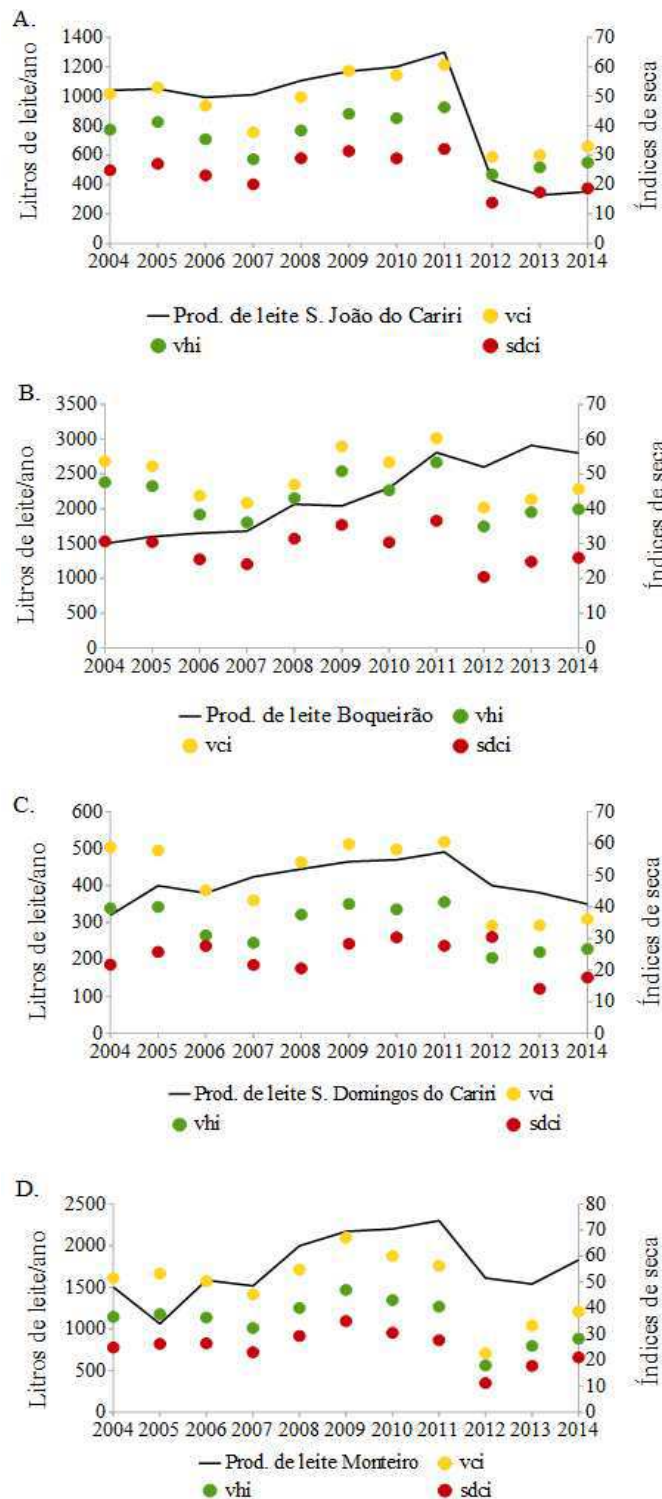 A.
Litros de leite/ano
1400
1200
1000
800
600
400
200
0
70
60
50
40
30
20
10
0
Índices de seca
2004 2005 2006 2007 2008 2009 2010 2011 2012 2013 2014
Prod. de leite S. João do Cariri vci
vhi sdci
B.
Litros de leite/ano
3500
3000
2500
2000
1500
1000
500
0
70
60
50
40
30
20
10
0
Índices de seca
2004 2005 2006 2007 2008 2009 2010 2011 2012 2013 2014
Prod. de leite Boqueirão vhi
vci sdci
C.
Litros de leite/ano
600
500
400
300
200
100
0
70
60
50
40
30
20
10
0
Índices de seca
2004 2005 2006 2007 2008 2009 2010 2011 2012 2013 2014
Prod. de leite S. Domingos do Cariri vci
vhi sdci
D.
Litros de leite/ano
2500
2000
1500
1000
500
0
80
70
60
50
40
30
20
10
0
Índices de seca
2004 2005 2006 2007 2008 2009 2010 2011 2012 2013 2014
Prod. de leite Monteiro vci
vhi sdci